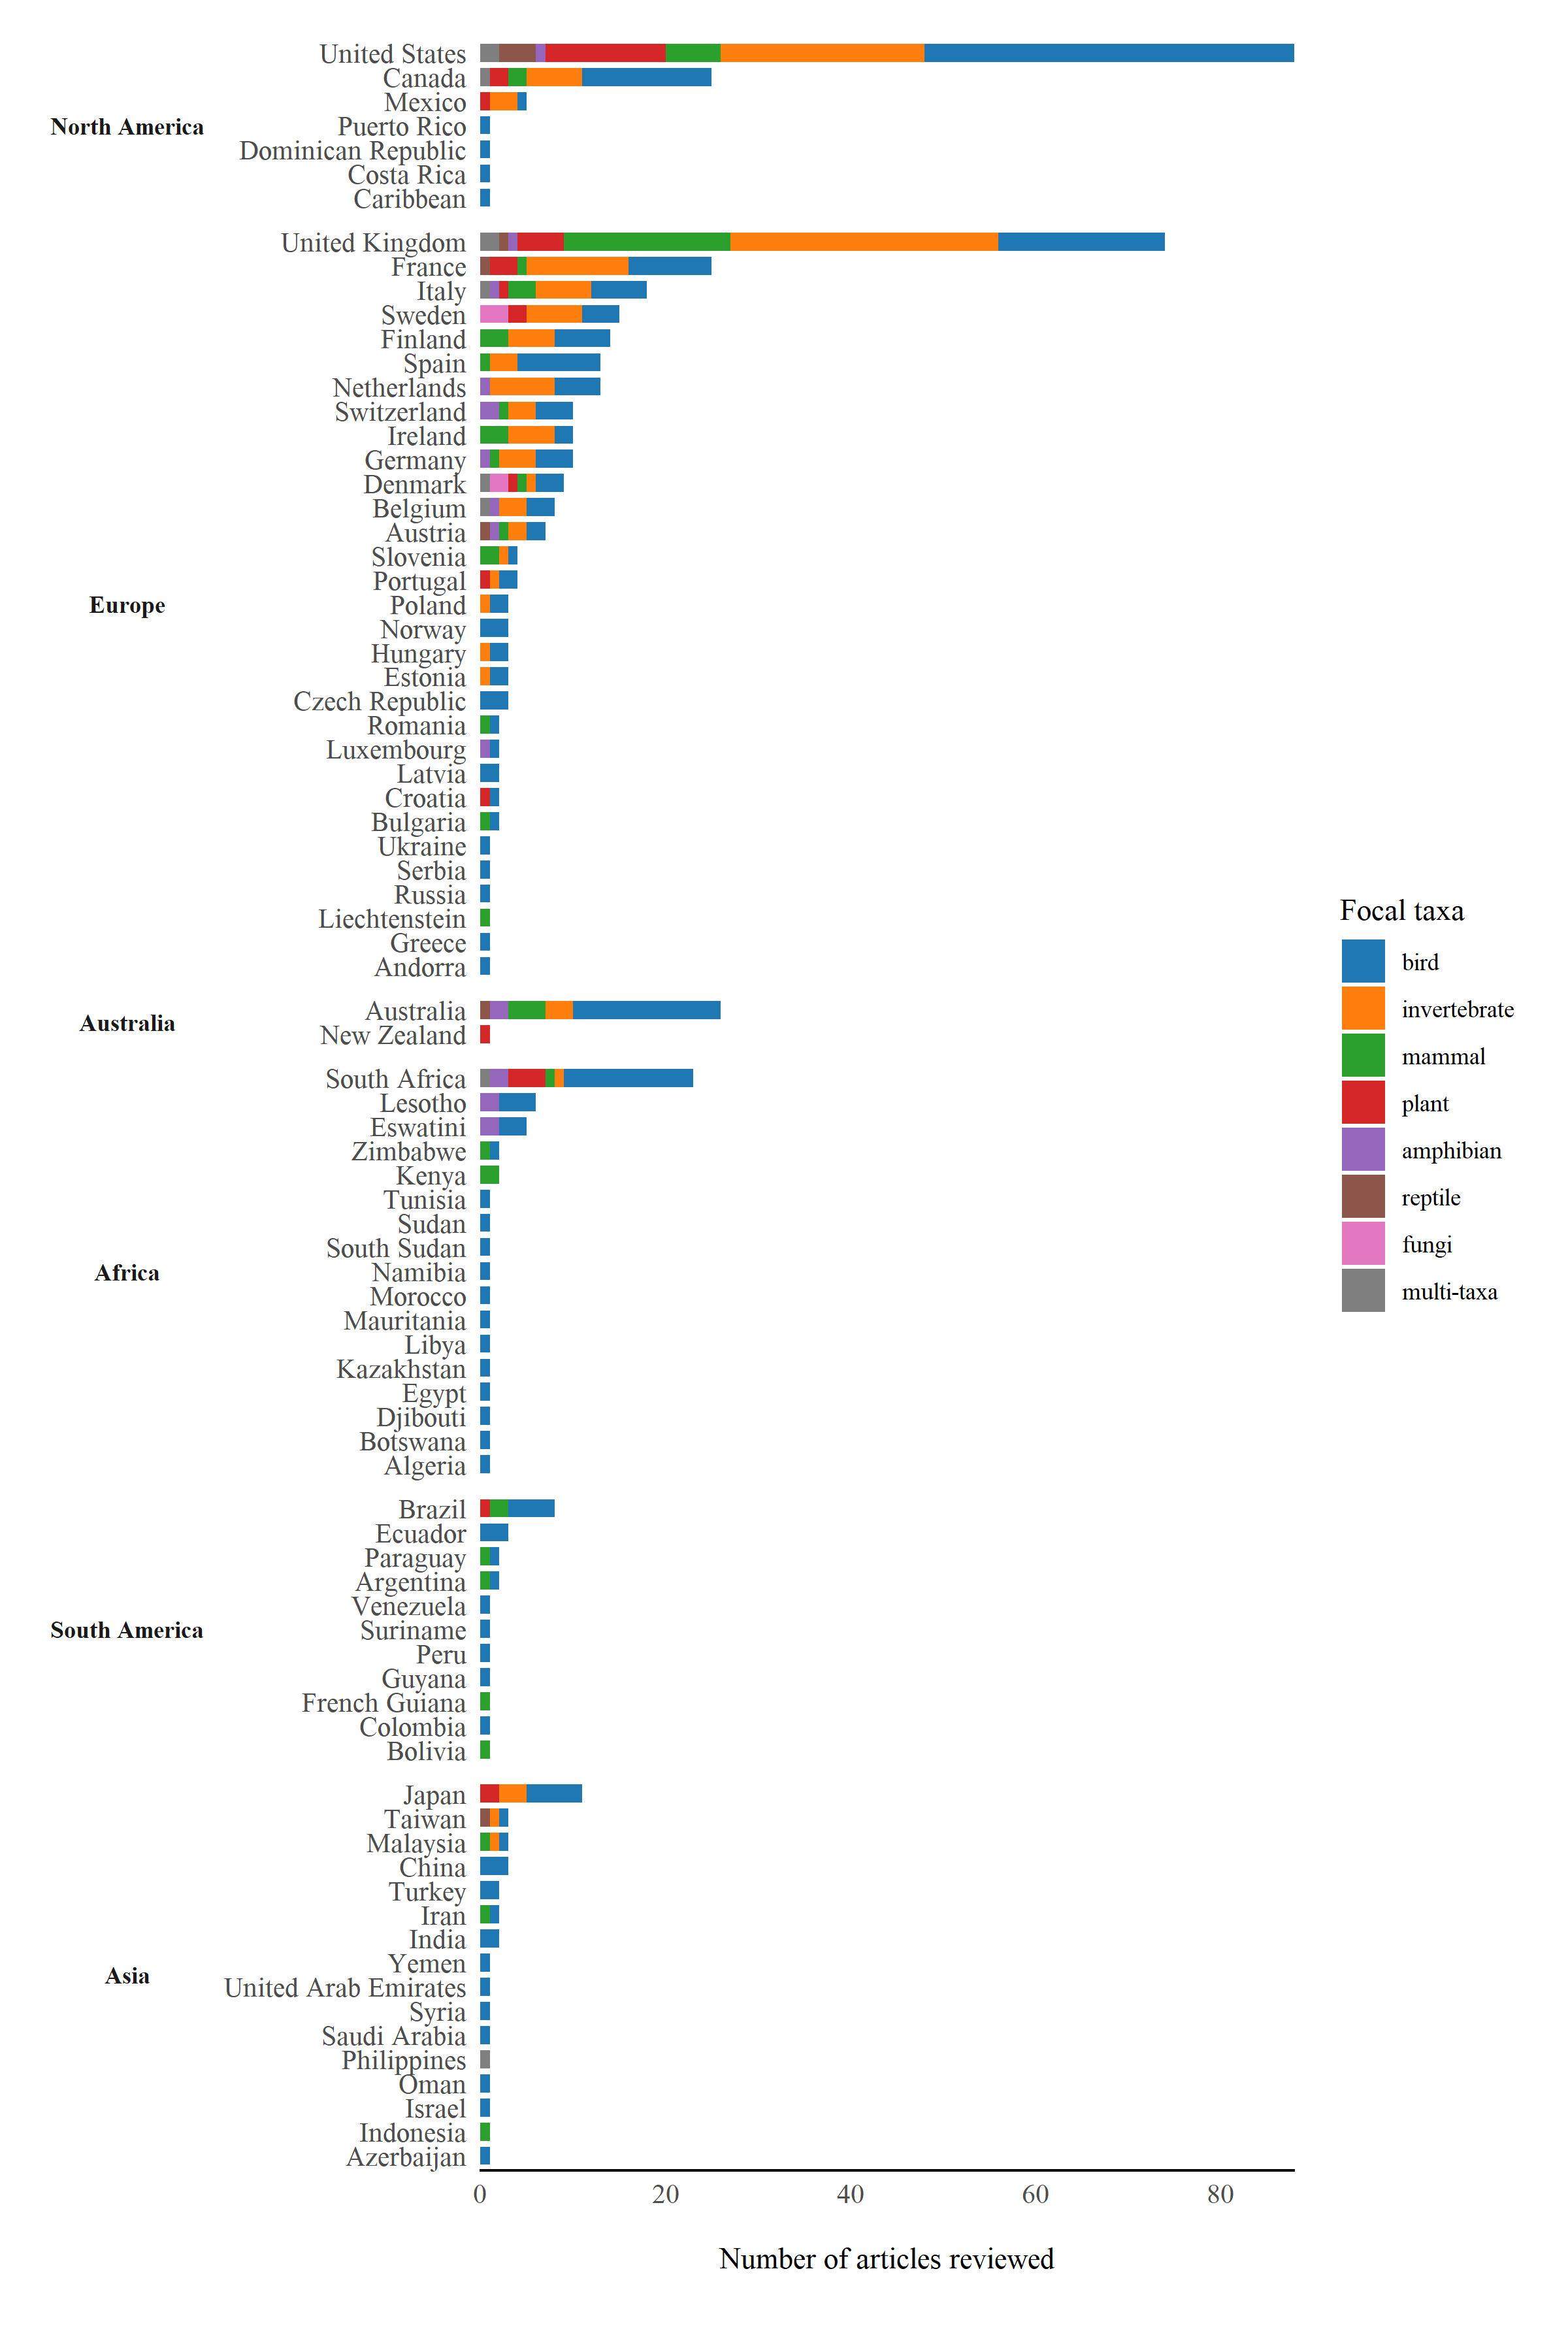 North America
United States
Canada
Mexico
Puerto Rico
Dominican Republic
Costa Rica
Caribbean
Europe
United Kingdom
France
Italy
Sweden
Finland
Spain
Netherlands
Switzerland
Ireland
Germany
Denmark
Belgium
Austria
Slovenia
Portugal
Poland
Norway
Hungary
Estonia
Czech Republic
Romania
Luxembourg
Latvia
Croatia
Bulgaria
Ukraine
Serbia
Russia
Liechtenstein
Greece
Andorra
Australia
Australia
New Zealand
Africa
South Africa
Lesotho
Eswatini
Zimbabwe
Kenya
Tunisia
Sudan
South Sudan
Namibia
Morocco
Mauritania
Libya
Kazakhstan
Egypt
Djibouti
Botswana
Algeria
South America
Brazil
Ecuador
Paraguay
Argentina
Venezuela
Suriname
Peru
Guyana
French Guiana
Colombia
Bolivia
Asia
Japan
Taiwan
Malaysia
China
Turkey
Iran
India
Yemen
United Arab Emirates
Syria
Saudi Arabia
Philippines
Oman
Israel
Indonesia
Azerbaijan
0 20 40 60 80
Number of articles reviewed
Focal taxa
bird
invertebrate
mammal
plant
amphibian
reptile
fungi
multi-taxa